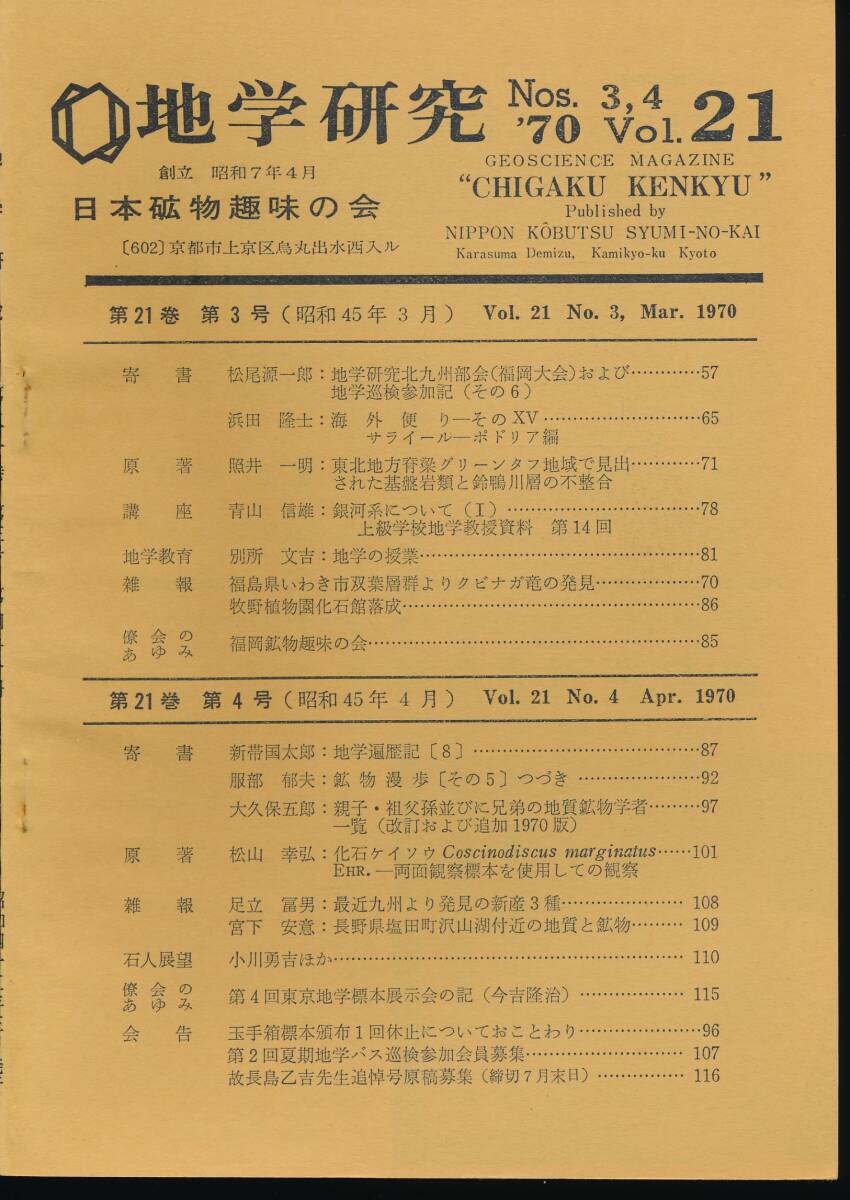 地学研究 Nos. 3,4 '70 Vol. 21
創立 昭和7年4月
日本砿物趣味の会
〔602〕京都市上京区烏丸出水西入ル
GEOSCIENCE MAGAZINE
“CHIGAKU KENKYU”
Published by
NIPPON KÔBUTSU SYUMI-NO-KAI
Karasuma Demizu, Kamikyo-ku Kyoto
第21巻 第3号(昭和45年3月) Vol. 21 No. 3, Mar. 1970
寄書 松尾源一郎:地学研究北九州部会(福岡大会)および…………57
地学巡検参加記(その6)
浜田 隆士:海外便り―そのXV……………………65
サライール―ポドリア編
原著 照井 一明:東北地方脊梁グリーンタフ地域で見出…………71
された基盤岩類と鈴鴨川層の不整合
講座 青山 信雄:銀河系について(I)…………………………78
上級学校地学教授資料 第14回
地学教育 別所 文吉:地学の授業……………………………………81
雑報 福島県いわき市双葉層群よりクビナガ竜の発見……………70
牧野植物園化石館落成………………………………………86
僚会の
あゆみ 福岡鉱物趣味の会……………………………………………85
第21巻 第4号(昭和45年4月) Vol. 21 No. 4 Apr. 1970
寄書 新帯国太郎:地学遍歴記〔8〕………………………………87
服部 郁夫:鉱物漫歩〔その5〕つづき………………92
大久保五郎:親子・祖父孫並びに兄弟の地質鉱物学者………97
一覧(改訂および追加1970版)
原著 松山 幸弘:化石ケイソウ Coscinodiscus marginatus……101
EHR.―両面観察標本を使用しての観察
雑報 足立 冨男:最近九州より発見の新産3種………………… 108
宮下 安意:長野県塩田町沢山湖付近の地質と鉱物……… 109
石人展望 小川勇吉ほか…………………………………………………… 110
僚会の
あゆみ 第4回東京地学標本展示会の記(今吉隆治)……………… 115
会告 玉手箱標本頒布1回休止についておことわり…………………96
第2回夏期地学バス巡検参加会員募集……………………… 107
故長島乙吉先生追悼号原稿募集(締切7月末日)…………… 116